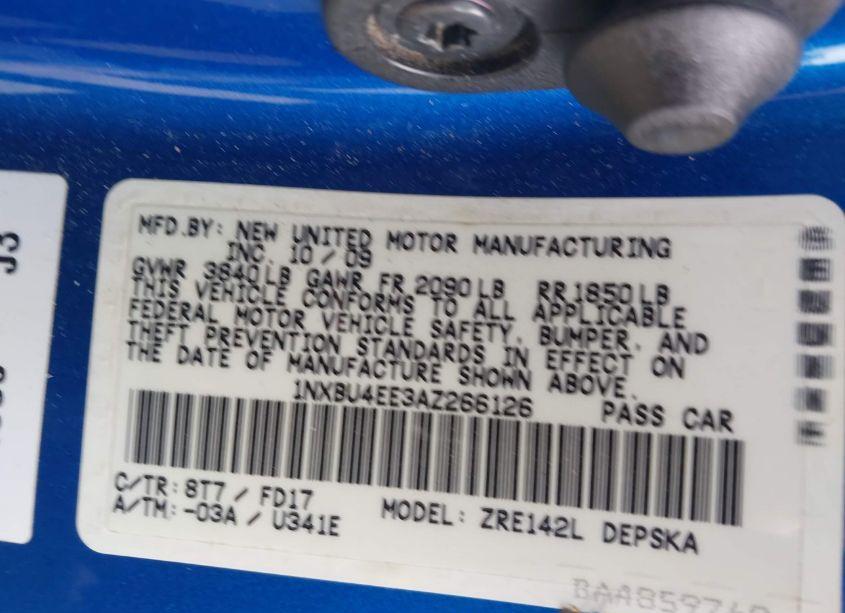 MFD.BY: NEW UNITED MOTOR MANUFACTURING
INC. 10 / 09
GVWR 3840LB GAWR FR 2090LB RR 1850LB
THIS VEHICLE CONFORMS TO ALL APPLICABLE
FEDERAL MOTOR VEHICLE SAFETY, BUMPER, AND
THEFT PREVENTION STANDARDS IN EFFECT ON
THE DATE OF MANUFACTURE SHOWN ABOVE.
1NXBU4EE3AZ266126 PASS CAR
C/TR: 8T7 / FD17
A/TM: -03A / U341E MODEL: ZRE142L DEPSKA
J3